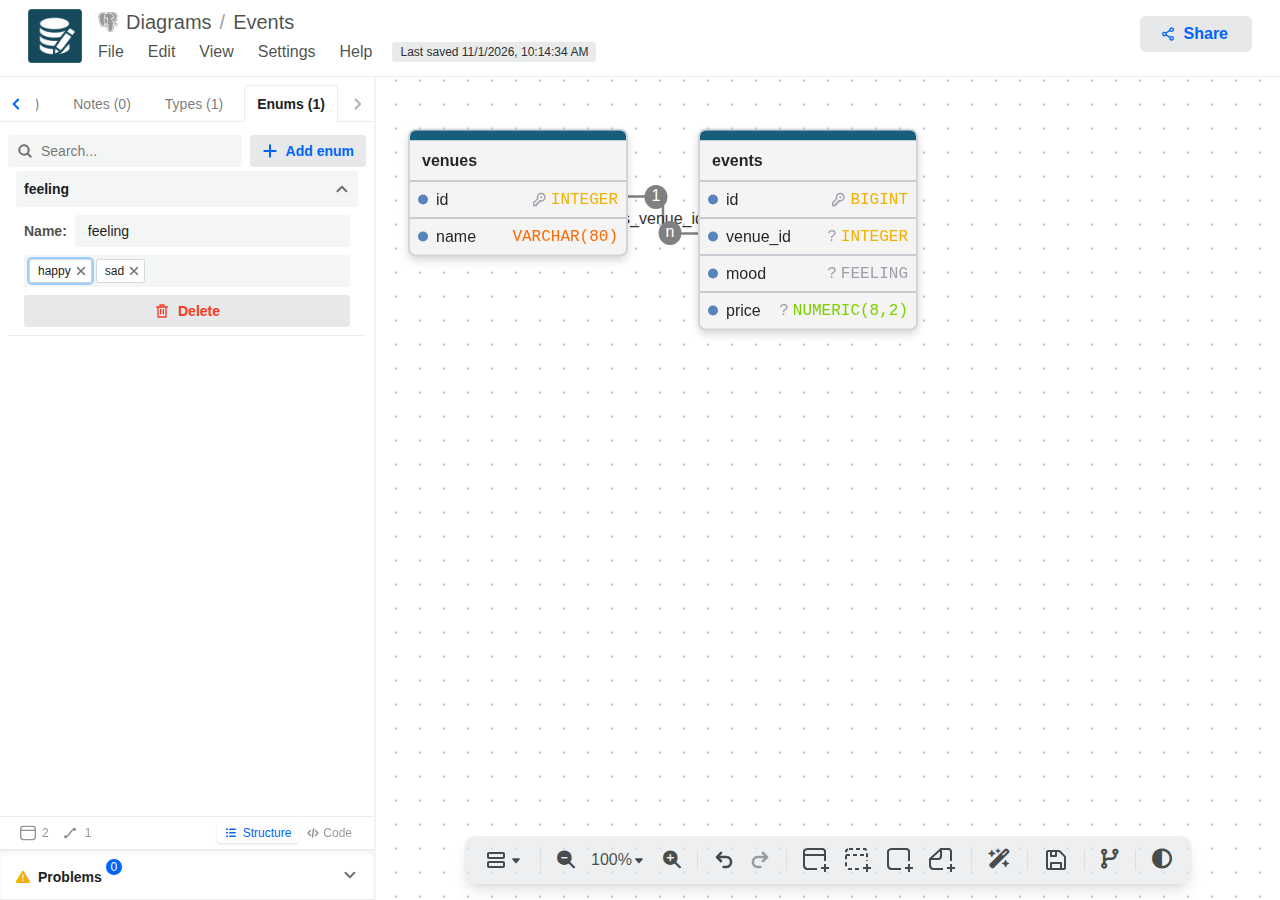 Diagrams / Events
File Edit View Settings Help Last saved 11/1/2026, 10:14:34 AM
Share
) Notes (0) Types (1) Enums (1)
Search... Add enum
feeling
Name: feeling
happy sad
Delete
venues
id INTEGER
name VARCHAR(80)
1
s_venue_id
n
events
id BIGINT
venue_id ? INTEGER
mood ? FEELING
price ? NUMERIC(8,2)
2 1 Structure Code
Problems 0
100%